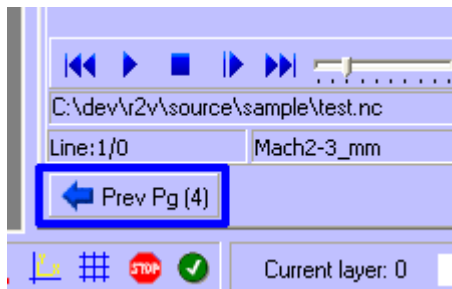 C:\dev\r2v\source\sample\test.nc
Line:1/0 Mach2-3_mm
Prev Pg (4)
STOP Current layer: 0